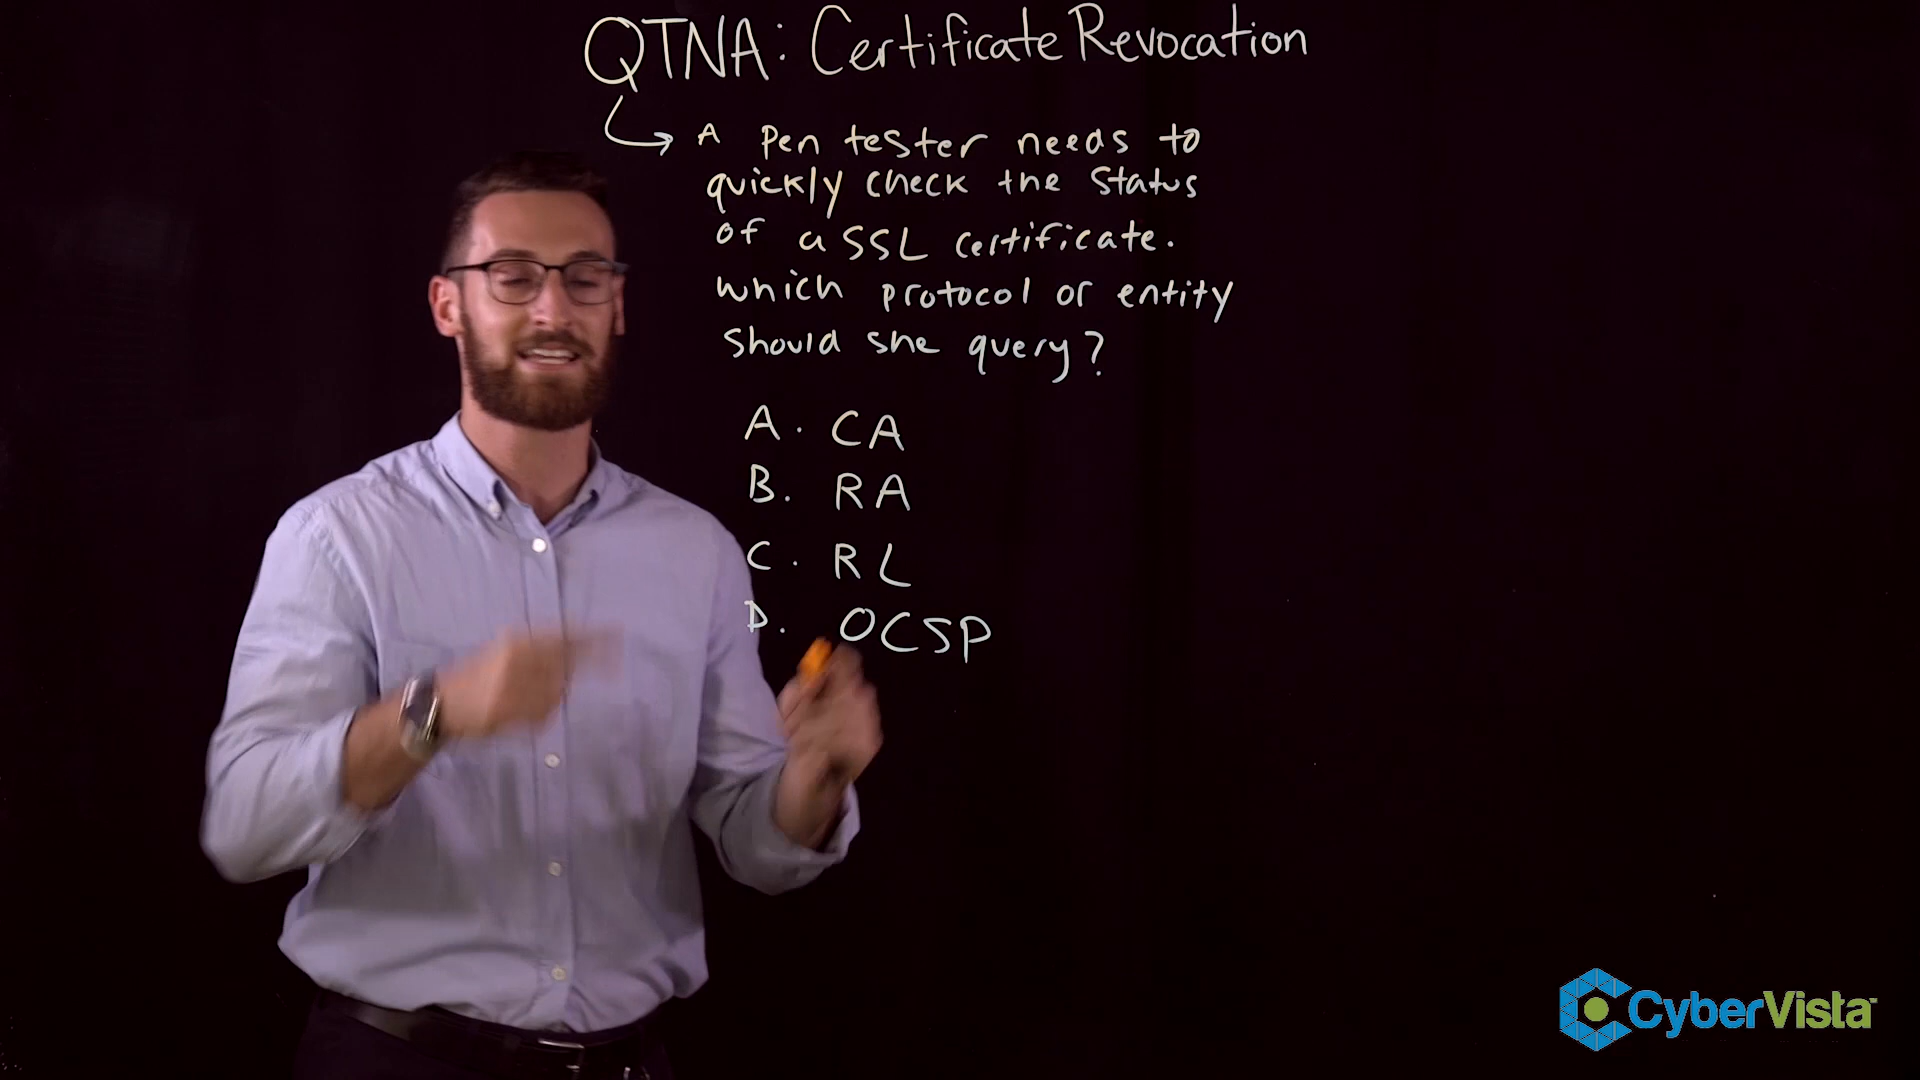 QTNA: Certificate Revocation
A Pen tester needs to
quickly check the status
of a SSL certificate.
which protocol or entity
should she query?
A. CA
B. RA
C. RL
D. OCSP
CyberVista